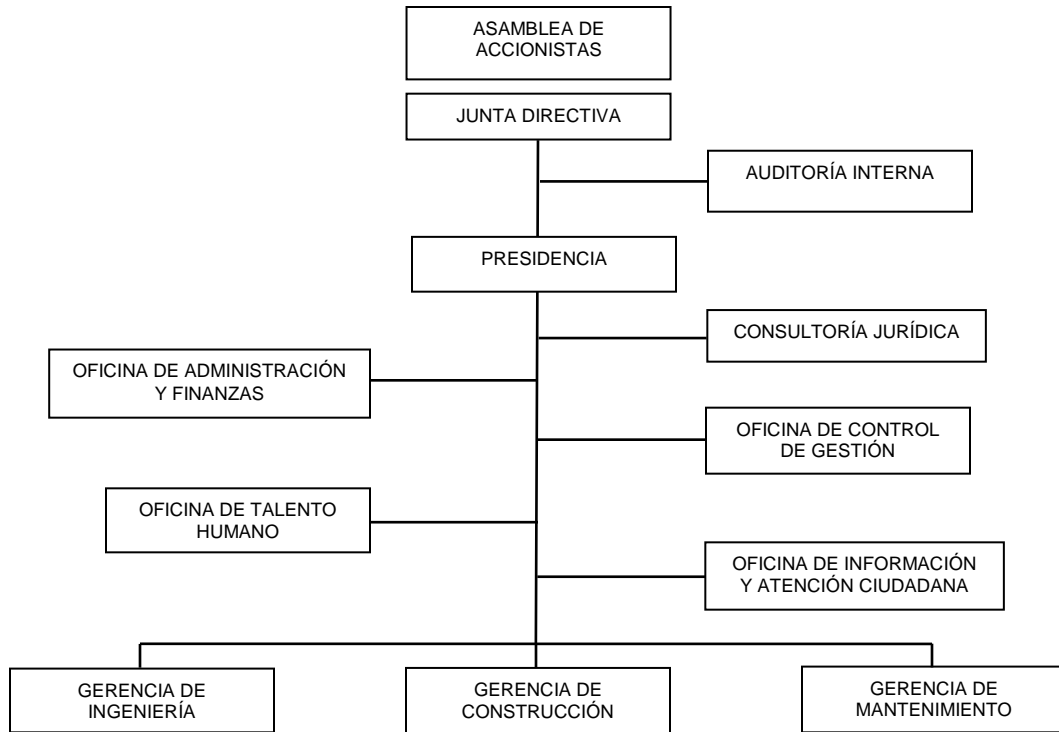 ASAMBLEA DE
ACCIONISTAS
JUNTA DIRECTIVA
AUDITORÍA INTERNA
PRESIDENCIA
CONSULTORÍA JURÍDICA
OFICINA DE ADMINISTRACIÓN
Y FINANZAS
OFICINA DE CONTROL
DE GESTIÓN
OFICINA DE TALENTO
HUMANO
OFICINA DE INFORMACIÓN
Y ATENCIÓN CIUDADANA
GERENCIA DE
INGENIERÍA
GERENCIA DE
CONSTRUCCIÓN
GERENCIA DE
MANTENIMIENTO